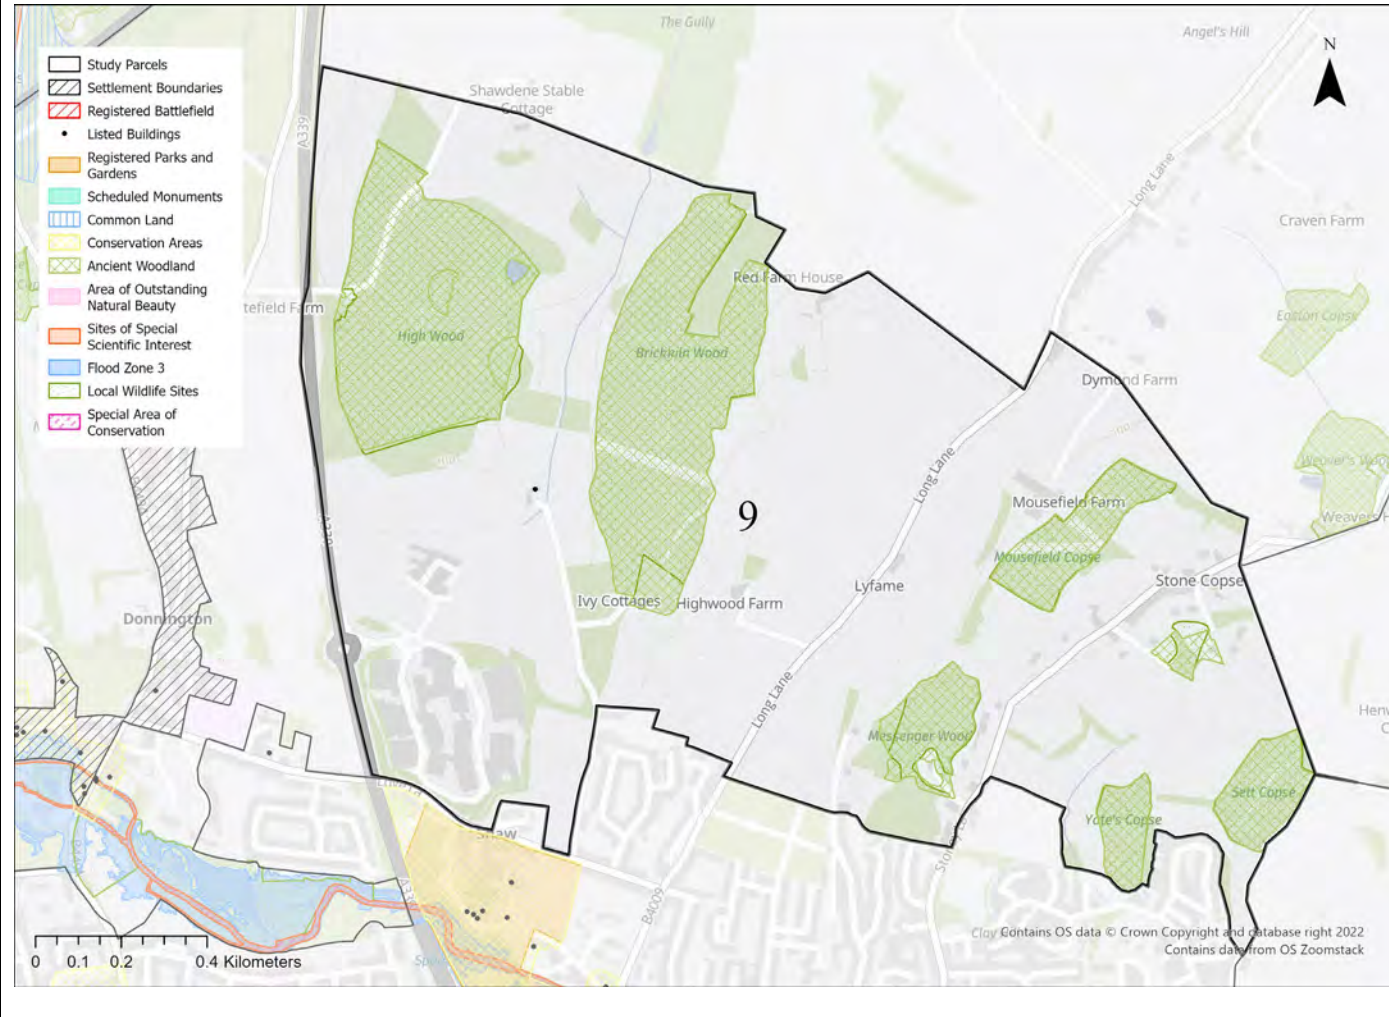 The Gully
Angel's Hill
N
Study Parcels
Settlement Boundaries
Registered Battlefield
Listed Buildings
Registered Parks and
Gardens
Scheduled Monuments
Common Land
Conservation Areas
Ancient Woodland
Area of Outstanding
Natural Beauty
Sites of Special
Scientific Interest
Flood Zone 3
Local Wildlife Sites
Special Area of
Conservation
A339
Shawdene Stable
Cottage
Long Lane
Craven Farm
Red Farm House
tefield Farm
High Wood
Brickkiln Wood
Easton Copse
Dymond Farm
Long Lane
Mousefield Farm
Mousefield Copse
9
A339
Stone Copse
Lyfame
Ivy Cottages
Highwood Farm
Donnington
Long Lane
Messenger Wood
Sett Copse
Yate's Copse
Shaw
B4009
0 0.1 0.2 0.4 Kilometers
Contains OS data © Crown Copyright and database right 2022
Contains data from OS Zoomstack